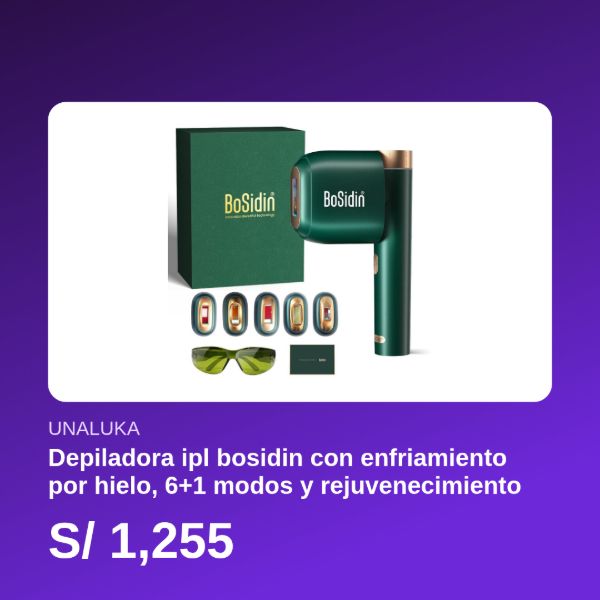 BoSidin®
BoSidin®
UNALUKA
Depiladora ipl bosidin con enfriamiento
por hielo, 6+1 modos y rejuvenecimiento
S/ 1,255